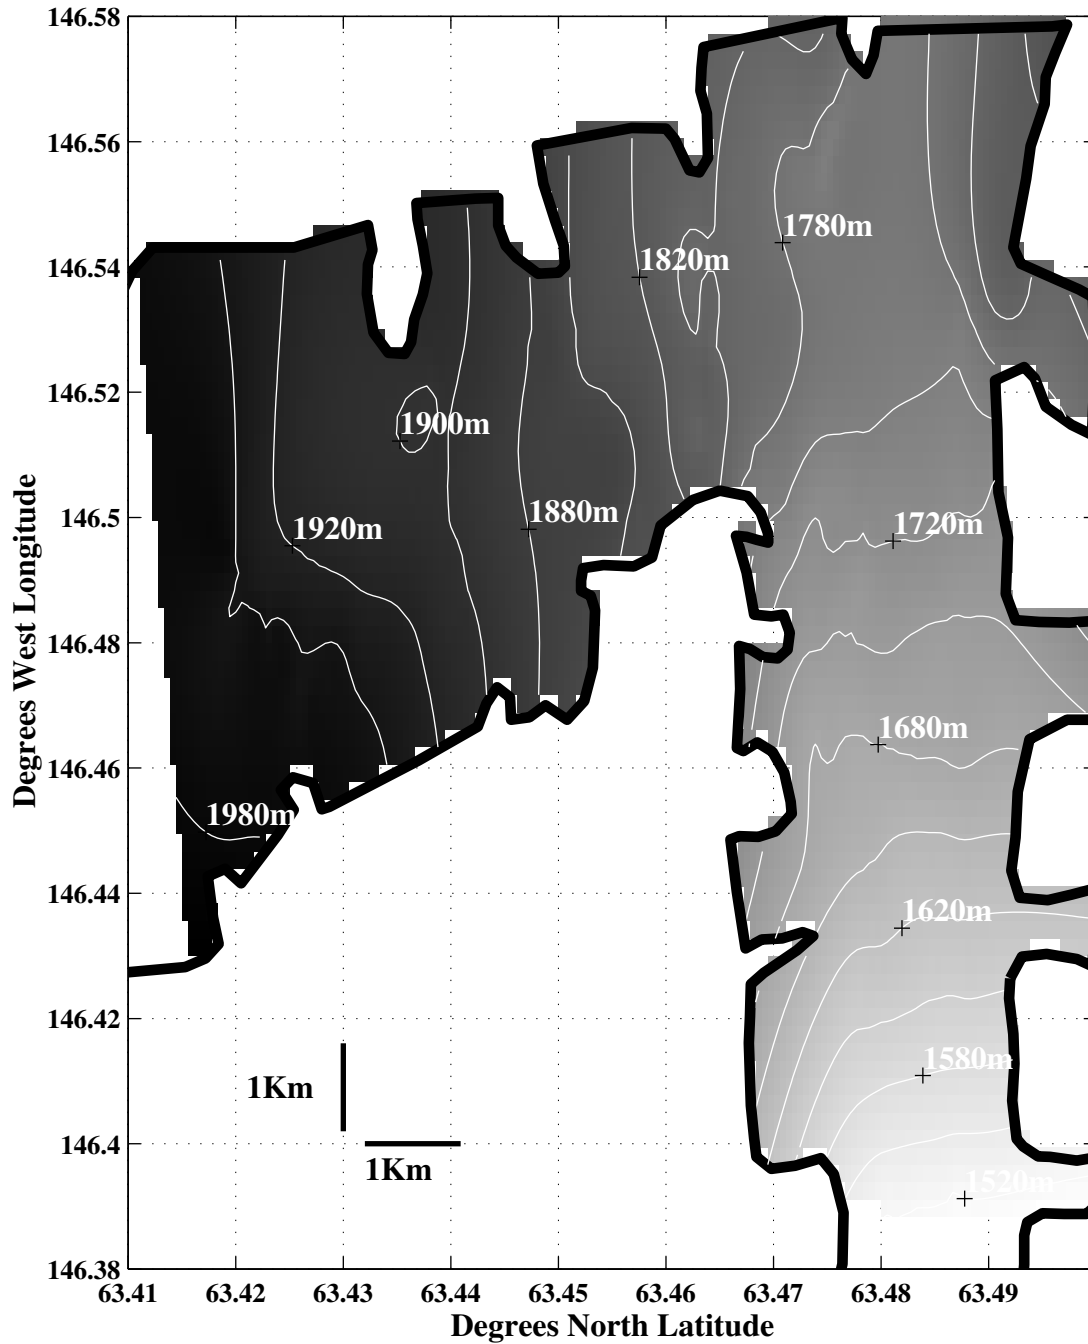 146.58
146.56
146.54
146.52
146.5
146.48
146.46
146.44
146.42
146.4
146.38
Degrees West Longitude
1780m
1820m
1900m
1880m
1920m
1720m
1680m
1980m
1620m
1580m
1520m
1Km
1Km
63.41 63.42 63.43 63.44 63.45 63.46 63.47 63.48 63.49
Degrees North Latitude